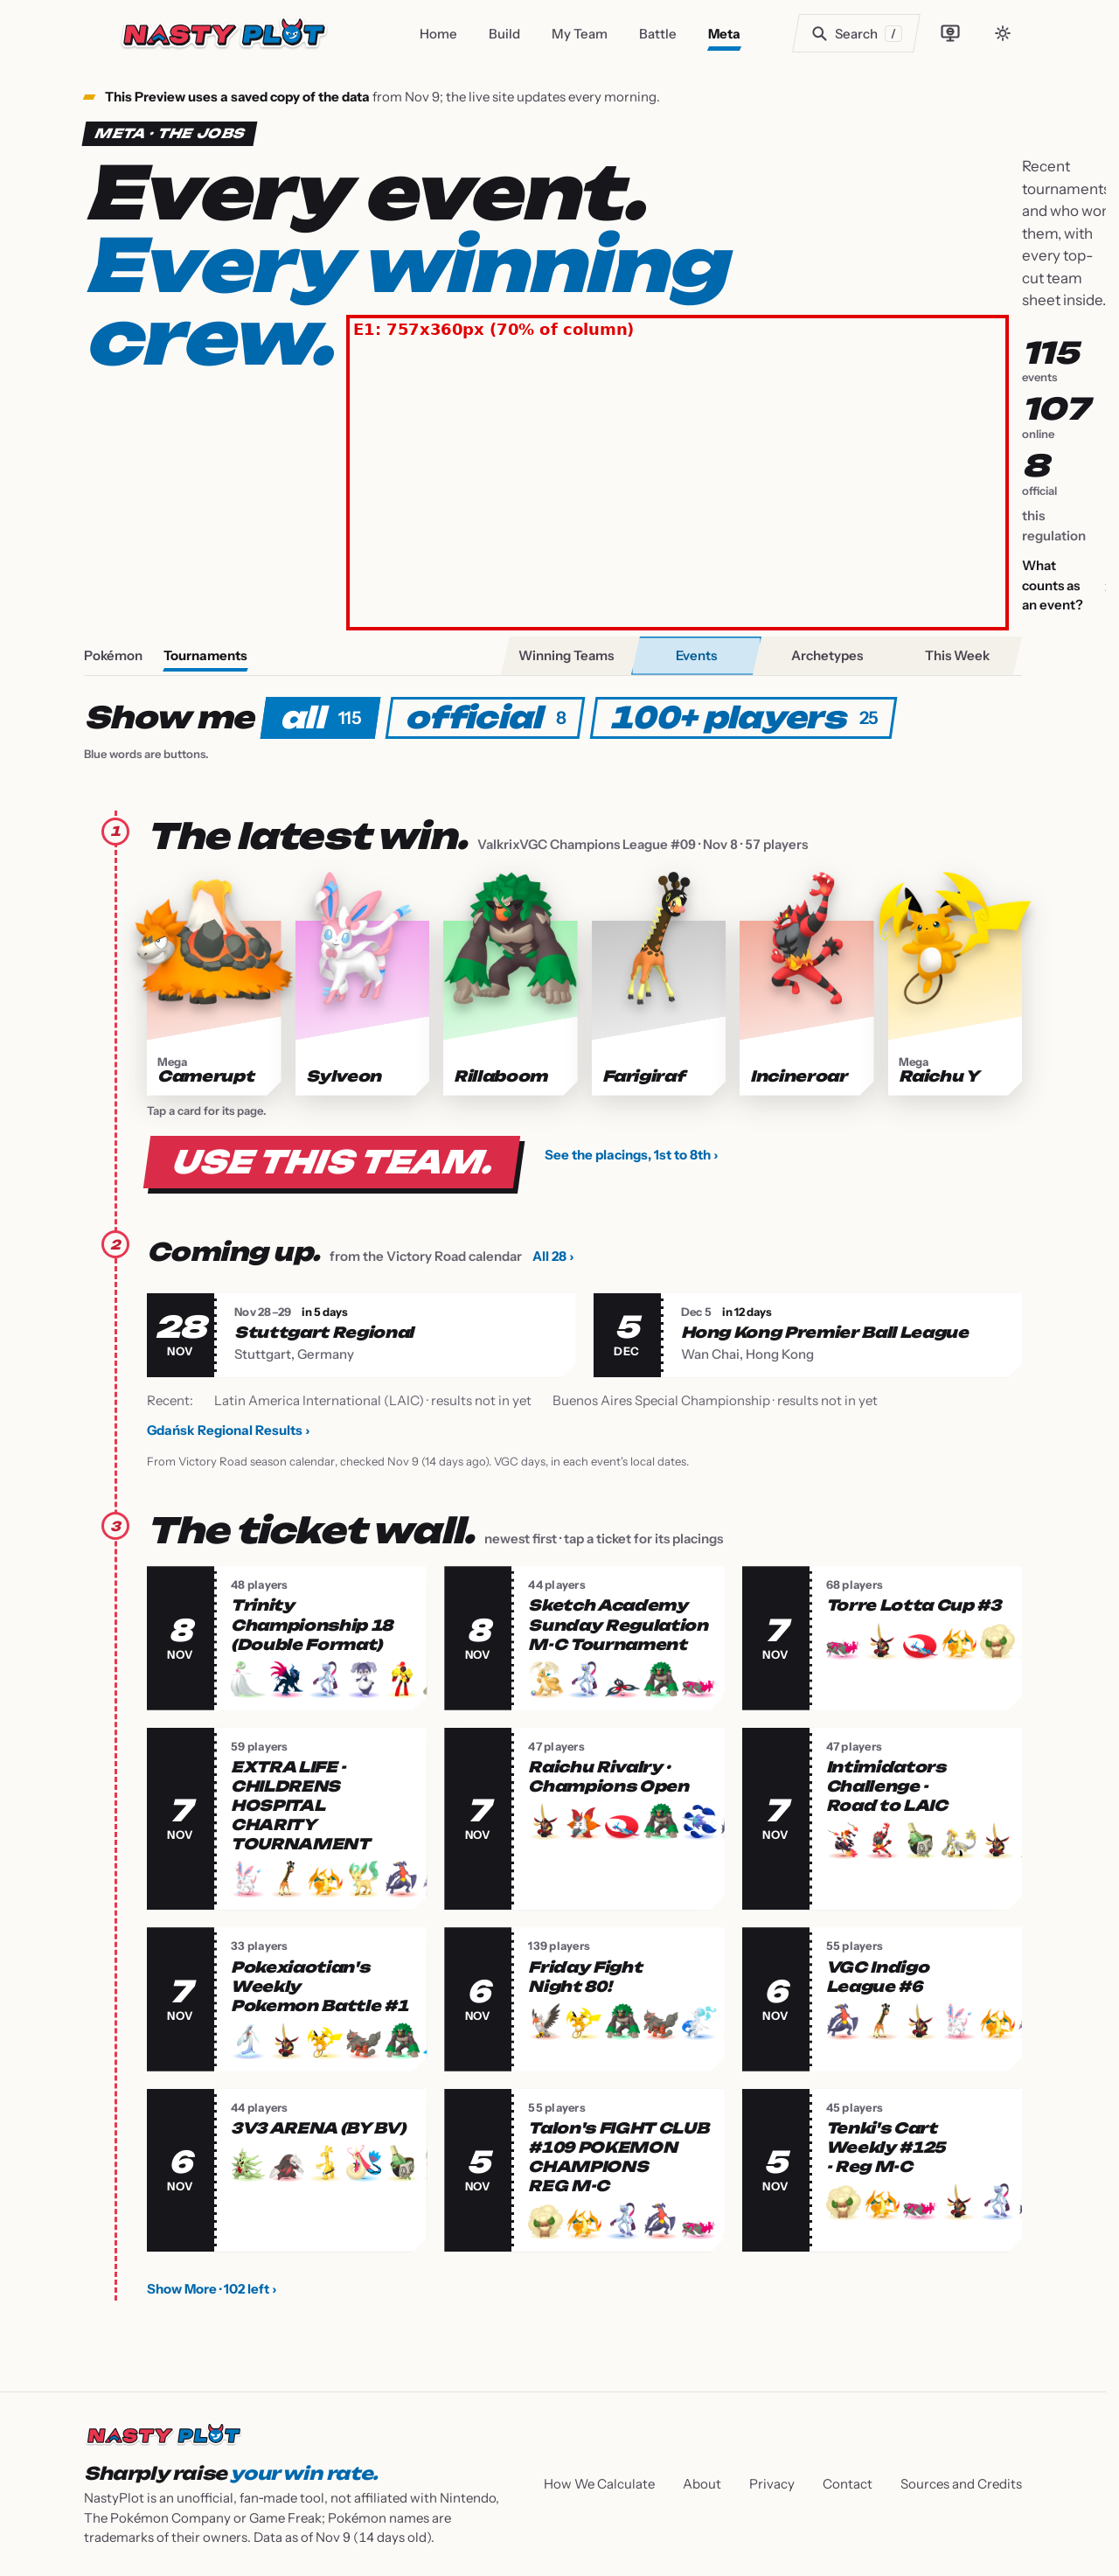 NASTY PLOT
Home Build My Team Battle Meta
Search /
This Preview uses a saved copy of the data from Nov 9; the live site updates every morning.
META · THE JOBS
Every event.
Every winning
crew.
Recent
tournaments
and who won
them, with
every top-
cut team
sheet inside.
E1: 757x360px (70% of column)
115
events
107
online
8
official
this
regulation
What
counts as
an event?
Pokémon Tournaments
Winning Teams Events Archetypes This Week
Show me all 115 official 8 100+ players 25
Blue words are buttons.
1
The latest win. ValkrixVGC Champions League #09 · Nov 8 · 57 players
Mega
Camerupt
Sylveon
Rillaboom
Farigiraf
Incineroar
Mega
Raichu Y
Tap a card for its page.
USE THIS TEAM.
See the placings, 1st to 8th ›
2
Coming up. from the Victory Road calendar All 28 ›
28
NOV
Nov 28–29 in 5 days
Stuttgart Regional
Stuttgart, Germany
5
DEC
Dec 5 in 12 days
Hong Kong Premier Ball League
Wan Chai, Hong Kong
Recent: Latin America International (LAIC) · results not in yet Buenos Aires Special Championship · results not in yet
Gdańsk Regional Results ›
From Victory Road season calendar, checked Nov 9 (14 days ago). VGC days, in each event's local dates.
3
The ticket wall. newest first · tap a ticket for its placings
8
NOV
48 players
Trinity
Championship 18
(Double Format)
8
NOV
44 players
Sketch Academy
Sunday Regulation
M-C Tournament
7
NOV
68 players
Torre Lotta Cup #3
7
NOV
59 players
EXTRA LIFE -
CHILDRENS
HOSPITAL
CHARITY
TOURNAMENT
7
NOV
47 players
Raichu Rivalry ·
Champions Open
7
NOV
47 players
Intimidators
Challenge -
Road to LAIC
7
NOV
33 players
Pokexiaotian's
Weekly
Pokemon Battle #1
6
NOV
139 players
Friday Fight
Night 80!
6
NOV
55 players
VGC Indigo
League #6
6
NOV
44 players
3V3 ARENA (BY BV)
5
NOV
55 players
Talon's FIGHT CLUB
#109 POKEMON
CHAMPIONS
REG M-C
5
NOV
45 players
Tenki's Cart
Weekly #125
- Reg M-C
Show More · 102 left ›
NASTY PLOT
Sharply raise your win rate.
NastyPlot is an unofficial, fan-made tool, not affiliated with Nintendo,
The Pokémon Company or Game Freak; Pokémon names are
trademarks of their owners. Data as of Nov 9 (14 days old).
How We Calculate About Privacy Contact Sources and Credits